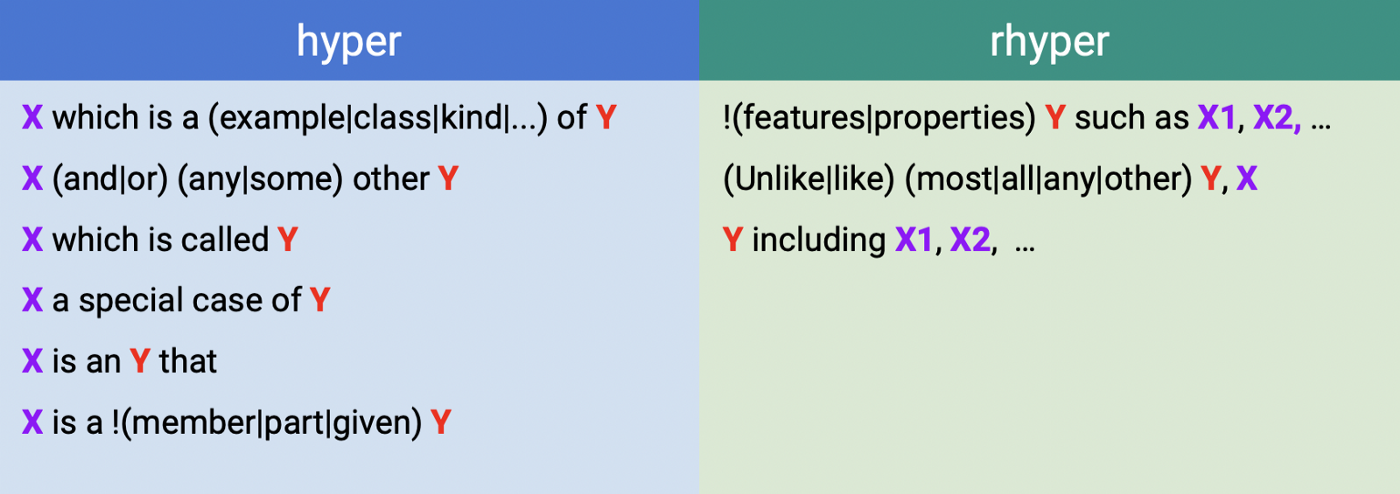 hyper
X which is a (example|class|kind|...) of Y
X (and|or) (any|some) other Y
X which is called Y
X a special case of Y
X is an Y that
X is a !(member|part|given) Y
rhyper
!(features|properties) Y such as X1, X2, ...
(Unlike|like) (most|all|any|other) Y, X
Y including X1, X2, ...